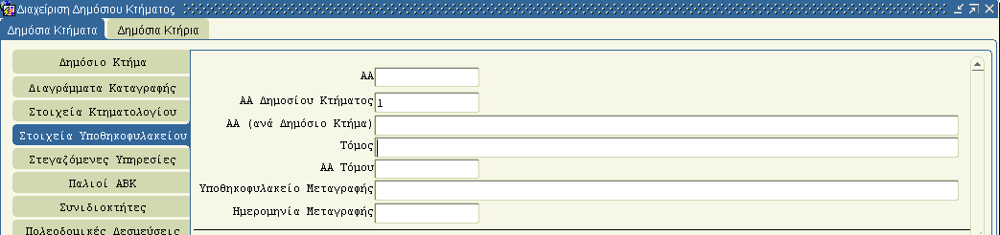 Διαχείριση Δημόσιου Κτήματος
Δημόσια Κτήματα Δημόσια Κτήρια
Δημόσιο Κτήμα
Διαγράμματα Καταγραφής
Στοιχεία Κτηματολογίου
Στοιχεία Υποθηκοφυλακείου
Στεγαζόμενες Υπηρεσίες
Παλιοί ΑΒΚ
Συνιδιοκτήτες
Πολεοδομικές Δεσμεύσεις
ΑΑ
ΑΑ Δημοσίου Κτήματος 1
ΑΑ (ανά Δημόσιο Κτήμα)
Τόμος
ΑΑ Τόμου
Υποθηκοφυλακείο Μεταγραφής
Ημερομηνία Μεταγραφής